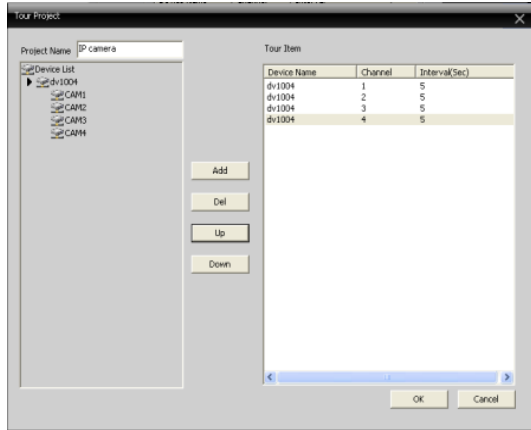 Tour Project
Project Name IP camera
Device List
dv1004
CAM1
CAM2
CAM3
CAM4
Add
Del
Up
Down
Tour Item
Device Name Channel Interval(Sec)
dv1004 1 5
dv1004 2 5
dv1004 3 5
dv1004 4 5
OK Cancel